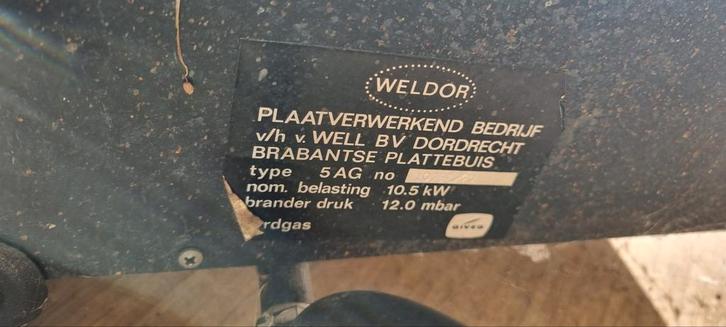 WELDOR
PLAATVERWERKEND BEDRIJF
v/h v. WELL BV DORDRECHT
BRABANTSE PLATTEBUIS
type 5 AG no
nom. belasting 10.5 kW
brander druk 12.0 mbar
rdgas GIVEG